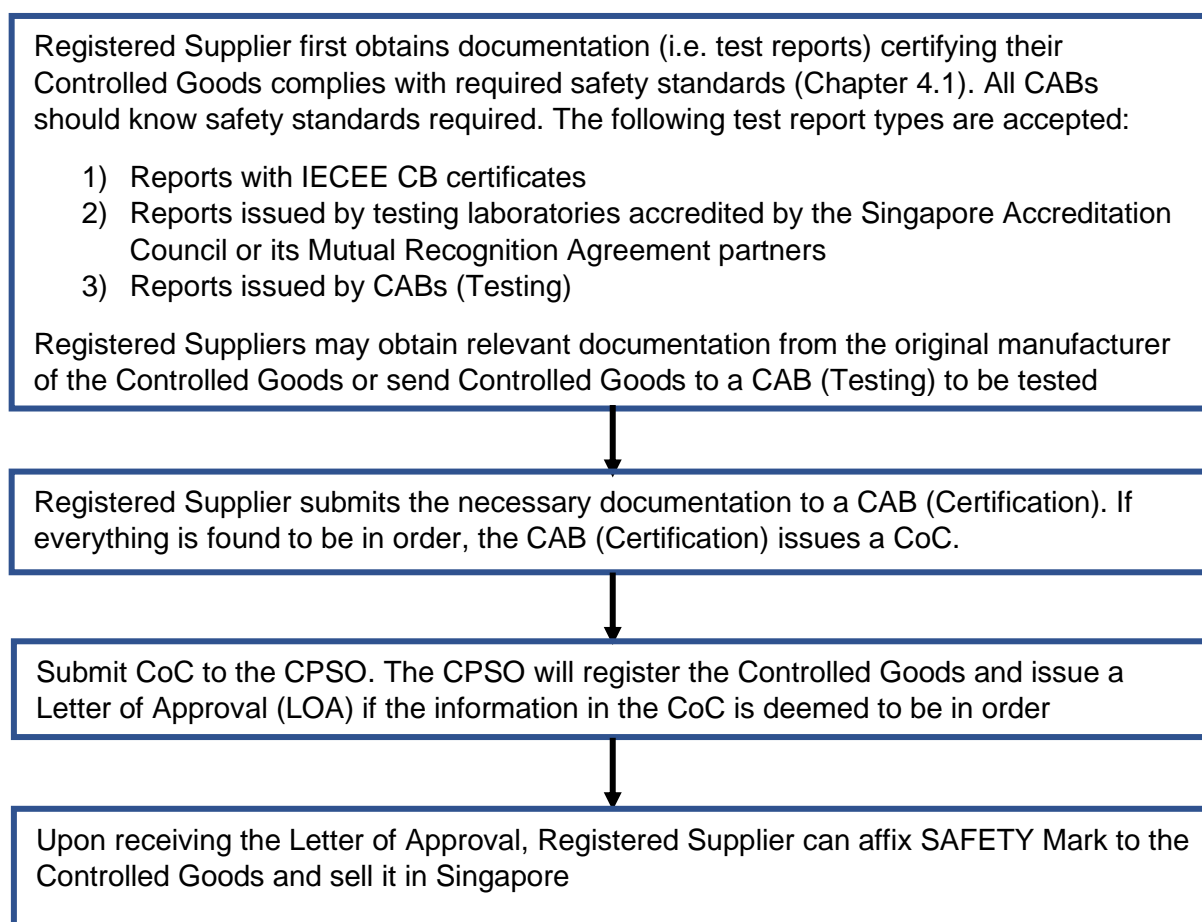 Registered Supplier first obtains documentation (i.e. test reports) certifying their
Controlled Goods complies with required safety standards (Chapter 4.1). All CABs
should know safety standards required. The following test report types are accepted:
1) Reports with IECEE CB certificates
2) Reports issued by testing laboratories accredited by the Singapore Accreditation
Council or its Mutual Recognition Agreement partners
3) Reports issued by CABs (Testing)
Registered Suppliers may obtain relevant documentation from the original manufacturer
of the Controlled Goods or send Controlled Goods to a CAB (Testing) to be tested
Registered Supplier submits the necessary documentation to a CAB (Certification). If
everything is found to be in order, the CAB (Certification) issues a CoC.
Submit CoC to the CPSO. The CPSO will register the Controlled Goods and issue a
Letter of Approval (LOA) if the information in the CoC is deemed to be in order
Upon receiving the Letter of Approval, Registered Supplier can affix SAFETY Mark to the
Controlled Goods and sell it in Singapore